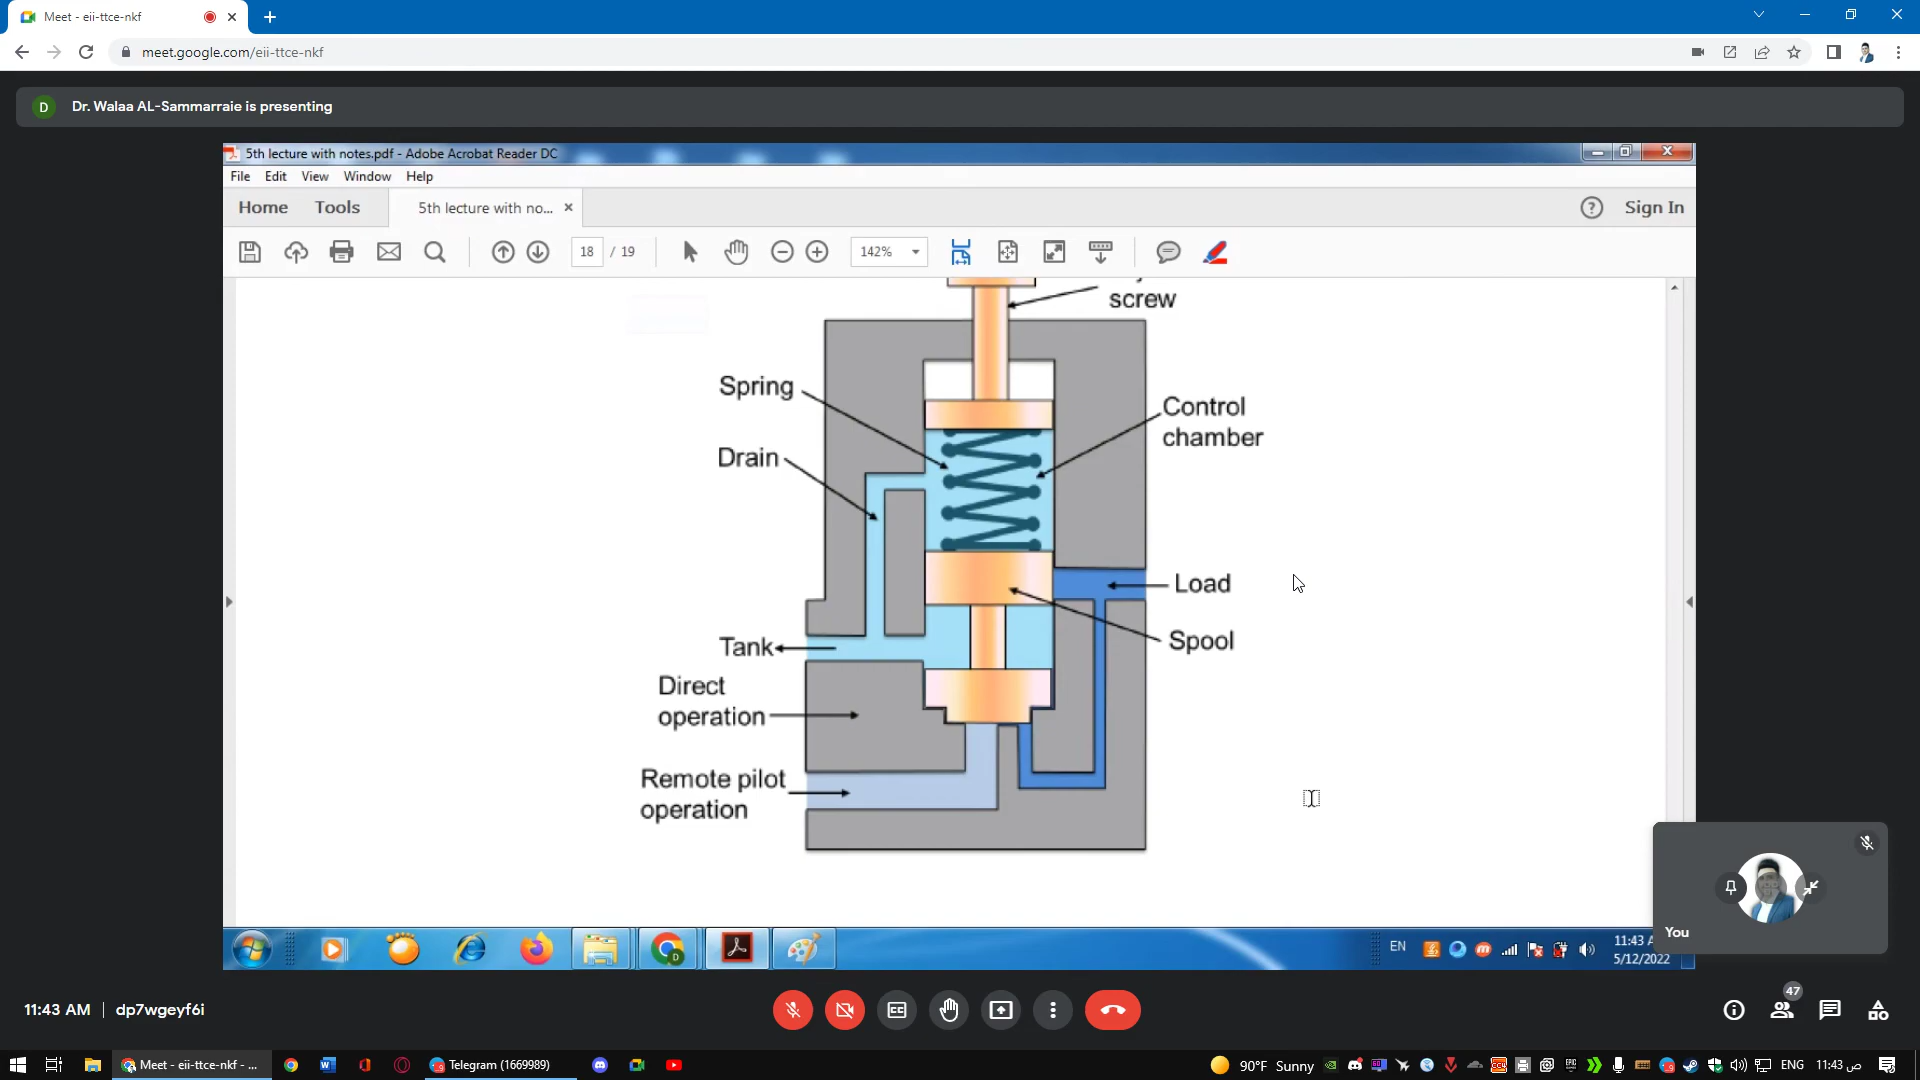 Meet - eii-ttce-nkf
meet.google.com/eii-ttce-nkf
D
Dr. Walaa AL-Sammarraie is presenting
5th lecture with notes.pdf - Adobe Acrobat Reader DC
File Edit View Window Help
Home Tools 5th lecture with no... Sign In
18 / 19 142%
screw
Spring
Control
chamber
Drain
Load
Spool
Tank
Direct
operation
Remote pilot
operation
You
EN
11:43 A
5/12/2022
11:43 AM | dp7wgeyf6i
47
Meet - eii-ttce-nkf - ...
Telegram (1669989)
90°F Sunny
ENG
11:43 ص